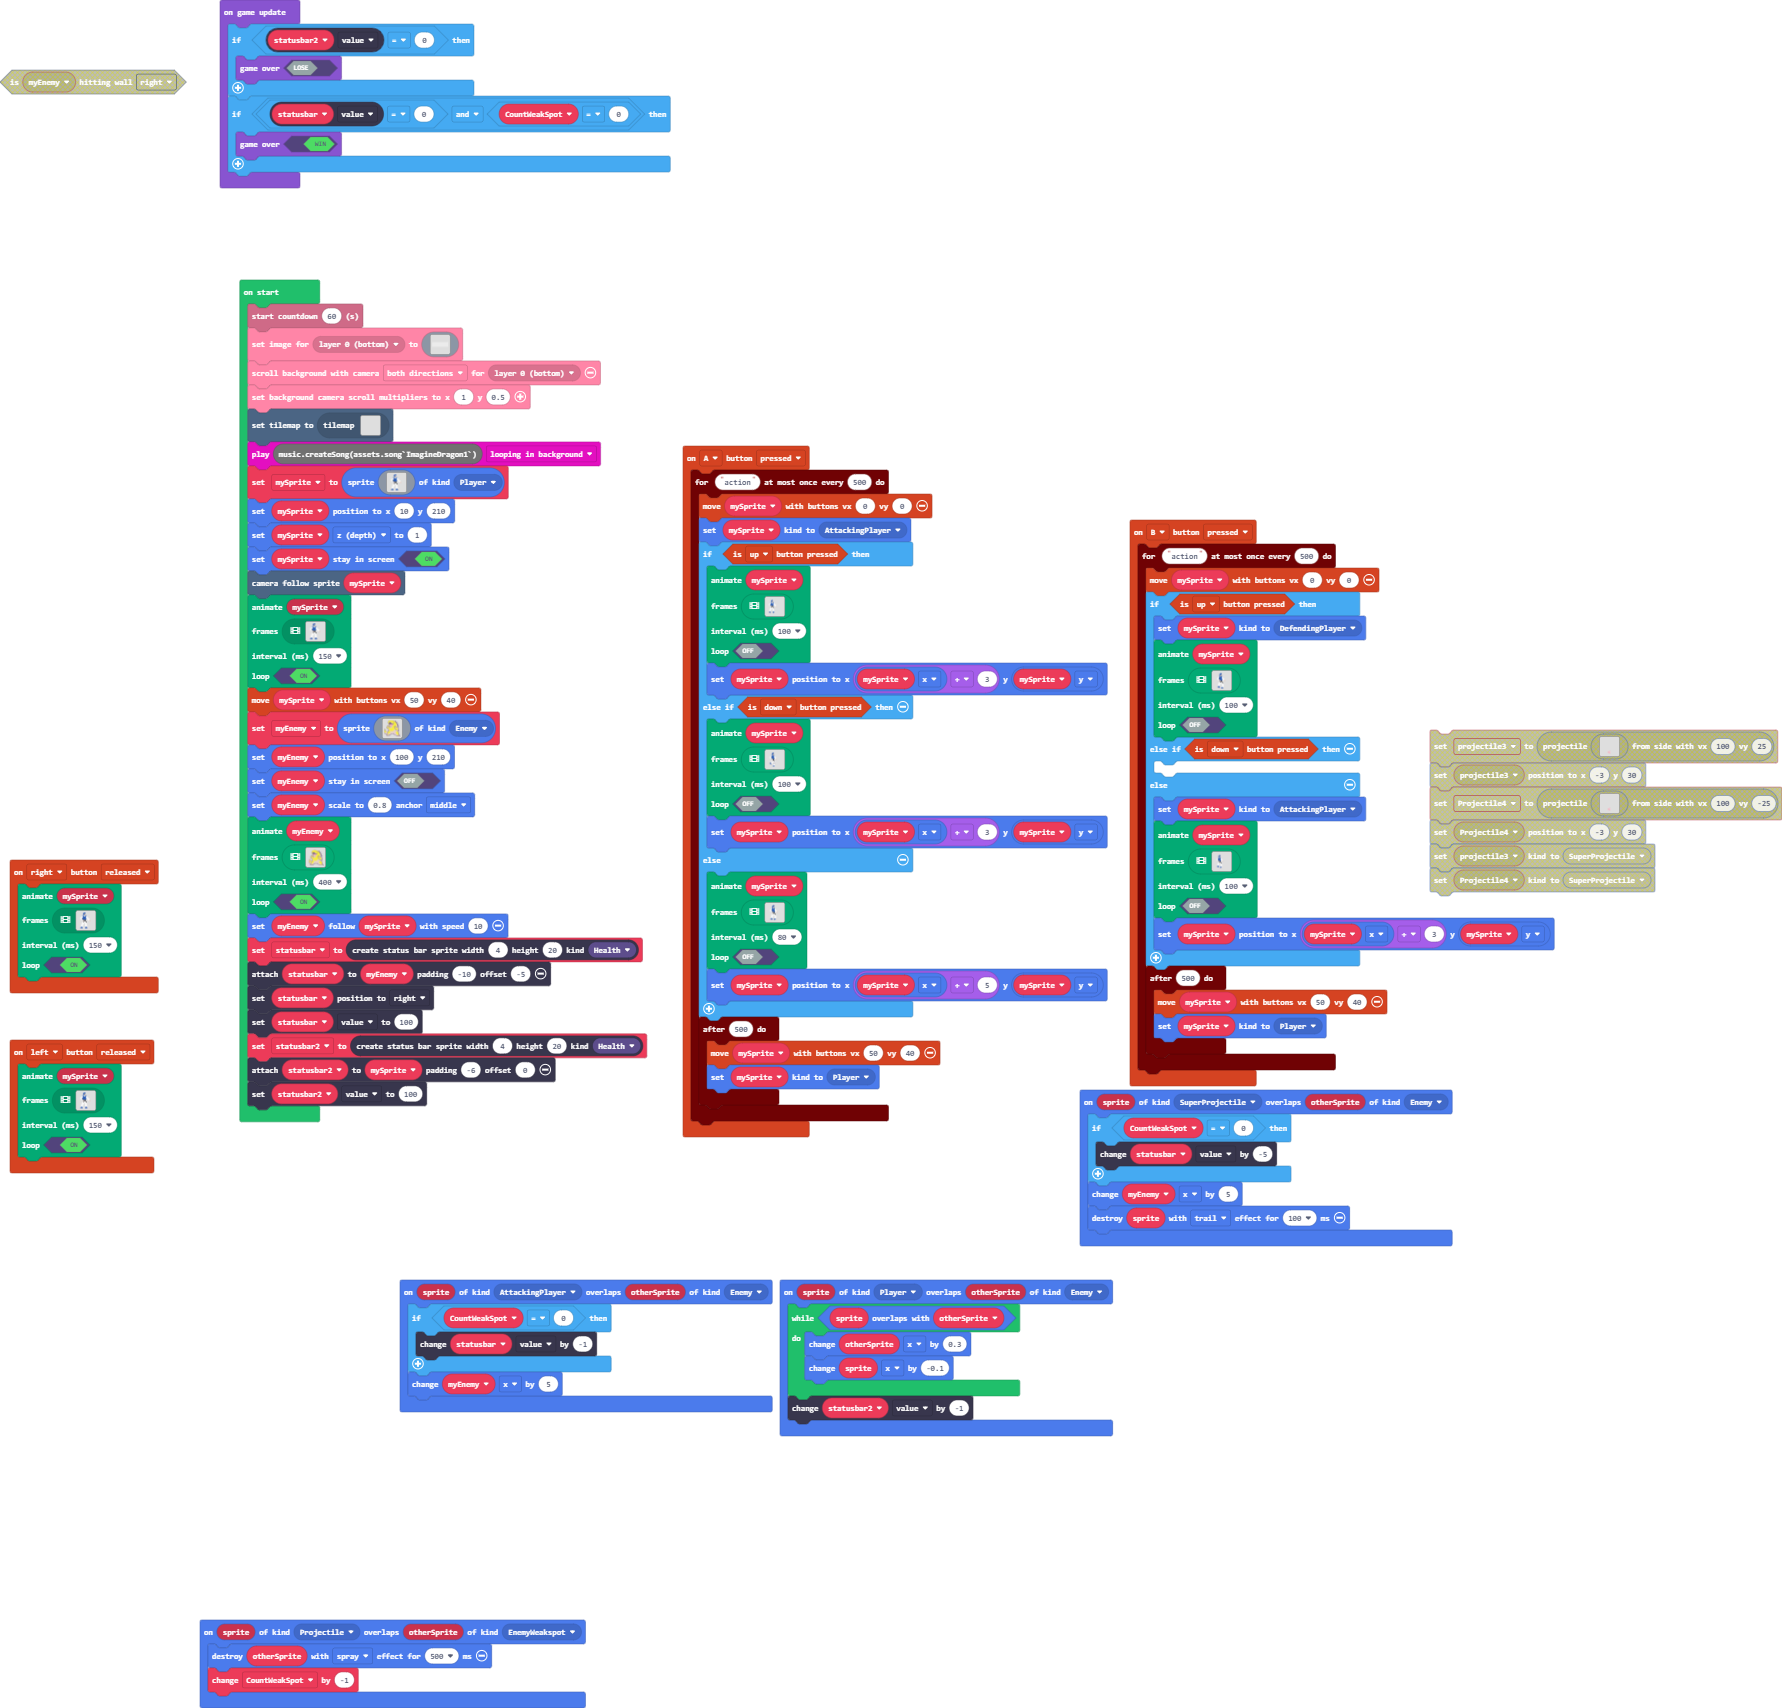 on game update
if statusbar2 value = 0 then
game over LOSE
if statusbar value = 0 and CountWeakSpot = 0 then
game over WIN
is myEnemy hitting wall right
on start
start countdown 60 (s)
set image for layer 0 (bottom) to
scroll background with camera both directions for layer 0 (bottom)
set background camera scroll multipliers to x 1 y 0.5
set tilemap to tilemap
play music.createSong(assets.song`ImagineDragon1`) looping in background
set mySprite to sprite of kind Player
set mySprite position to x 10 y 210
set mySprite z (depth) to 1
set mySprite stay in screen ON
camera follow sprite mySprite
animate mySprite
frames
interval (ms) 150
loop ON
move mySprite with buttons vx 50 vy 40
set myEnemy to sprite of kind Enemy
set myEnemy position to x 100 y 210
set myEnemy stay in screen OFF
set myEnemy scale to 0.8 anchor middle
animate myEnemy
frames
interval (ms) 400
loop ON
set myEnemy follow mySprite with speed 10
set statusbar to create status bar sprite width 4 height 20 kind Health
attach statusbar to myEnemy padding -10 offset -5
set statusbar position to right
set statusbar value to 100
set statusbar2 to create status bar sprite width 4 height 20 kind Health
attach statusbar2 to mySprite padding -6 offset 0
set statusbar2 value to 100
on right button released
animate mySprite
frames
interval (ms) 150
loop ON
on left button released
animate mySprite
frames
interval (ms) 150
loop ON
on A button pressed
for "action" at most once every 500 do
move mySprite with buttons vx 0 vy 0
set mySprite kind to AttackingPlayer
if is up button pressed then
animate mySprite
frames
interval (ms) 100
loop OFF
set mySprite position to x mySprite x + 3 y mySprite y
else if is down button pressed then
animate mySprite
frames
interval (ms) 100
loop OFF
set mySprite position to x mySprite x + 3 y mySprite y
else
animate mySprite
frames
interval (ms) 80
loop OFF
set mySprite position to x mySprite x + 5 y mySprite y
after 500 do
move mySprite with buttons vx 50 vy 40
set mySprite kind to Player
on B button pressed
for "action" at most once every 500 do
move mySprite with buttons vx 0 vy 0
if is up button pressed then
set mySprite kind to DefendingPlayer
animate mySprite
frames
interval (ms) 100
loop OFF
else if is down button pressed then
else
set mySprite kind to AttackingPlayer
animate mySprite
frames
interval (ms) 100
loop OFF
set mySprite position to x mySprite x + 3 y mySprite y
after 500 do
move mySprite with buttons vx 50 vy 40
set mySprite kind to Player
set projectile3 to projectile from side with vx 100 vy 25
set projectile3 position to x -3 y 30
set Projectile4 to projectile from side with vx 100 vy -25
set Projectile4 position to x -3 y 30
set projectile3 kind to SuperProjectile
set Projectile4 kind to SuperProjectile
on sprite of kind SuperProjectile overlaps otherSprite of kind Enemy
if CountWeakSpot = 0 then
change statusbar value by -5
change myEnemy x by 5
destroy sprite with trail effect for 100 ms
on sprite of kind AttackingPlayer overlaps otherSprite of kind Enemy
if CountWeakSpot = 0 then
change statusbar value by -1
change myEnemy x by 5
on sprite of kind Player overlaps otherSprite of kind Enemy
while sprite overlaps with otherSprite
do change otherSprite x by 0.3
change sprite x by -0.1
change statusbar2 value by -1
on sprite of kind Projectile overlaps otherSprite of kind EnemyWeakspot
destroy otherSprite with spray effect for 500 ms
change CountWeakSpot by -1